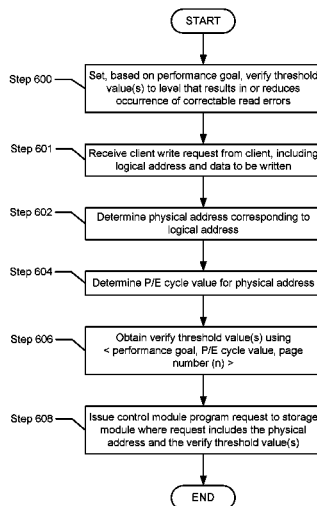 START
Step 600
Set, based on performance goal, verify threshold
value(s) to level that results in or reduces
occurrence of correctable read errors
Step 601
Receive client write request from client, including
logical address and data to be written
Step 602
Determine physical address corresponding to
logical address
Step 604
Determine P/E cycle value for physical address
Step 606
Obtain verify threshold value(s) using
< performance goal, P/E cycle value, page
number (n) >
Step 608
Issue control module program request to storage
module where request includes the physical
address and the verify threshold value(s)
END